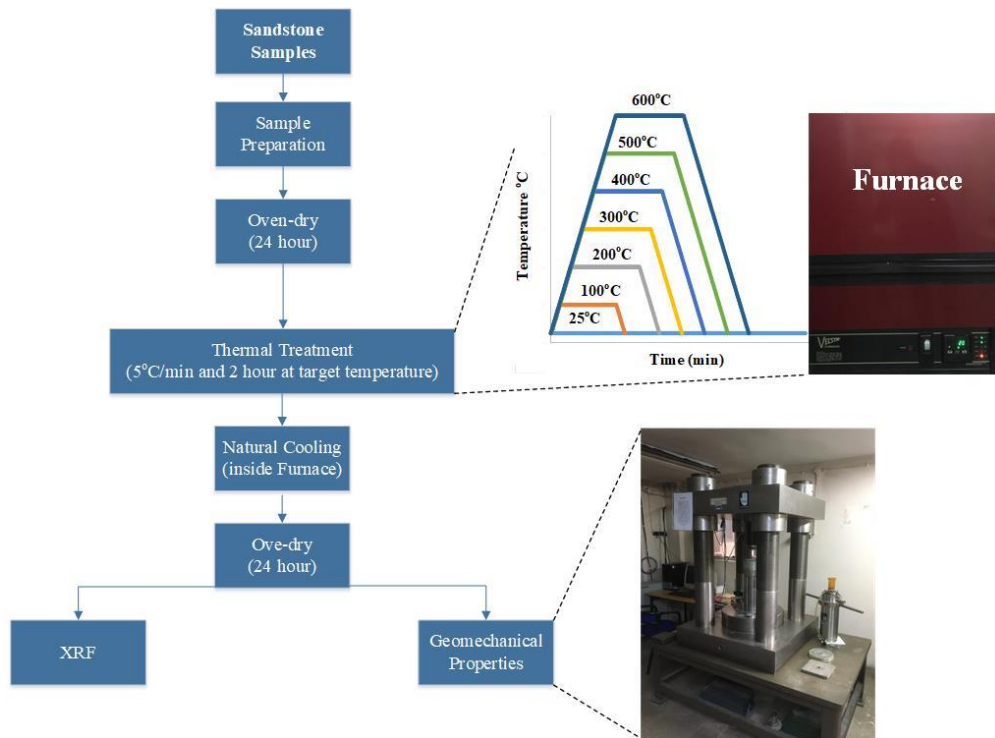 Sandstone
Samples
Sample
Preparation
Oven-dry
(24 hour)
Thermal Treatment
(5°C/min and 2 hour at target temperature)
Natural Cooling
(inside Furnace)
Ove-dry
(24 hour)
XRF
Geomechanical
Properties
Temperature °C
600°C
500°C
400°C
300°C
200°C
100°C
25°C
Time (min)
Furnace